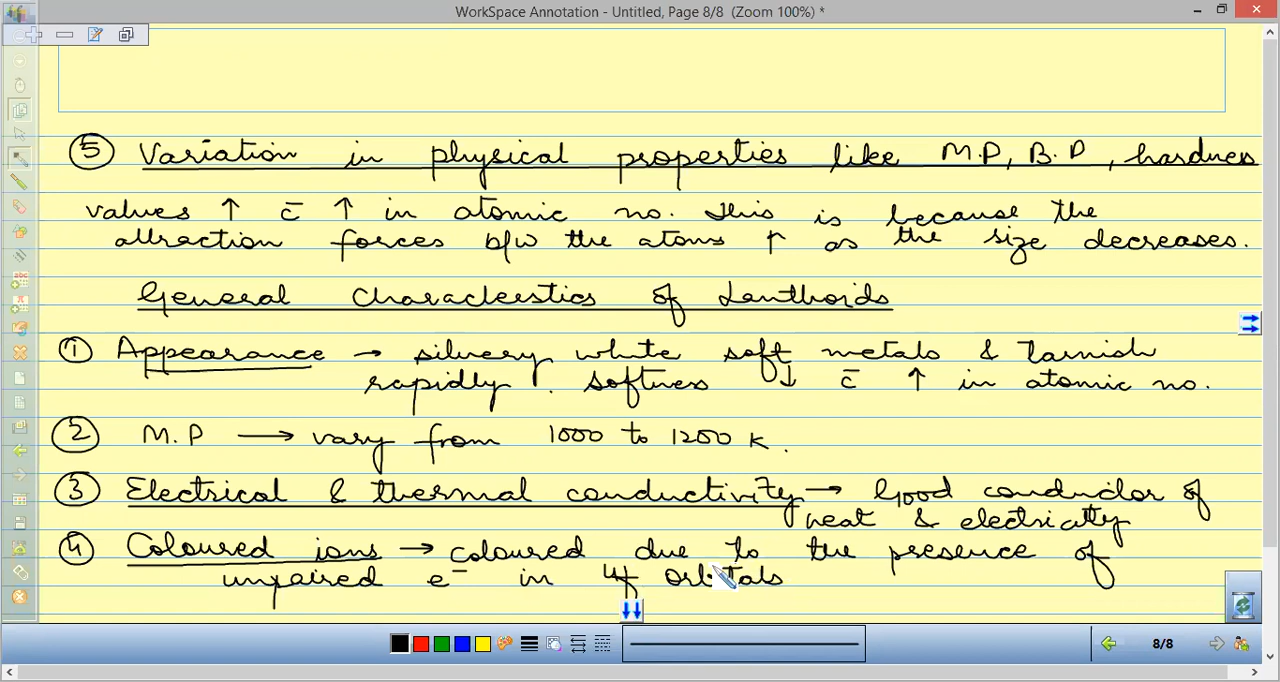 WorkSpace Annotation - Untitled, Page 8/8 (Zoom 100%) *
⑤ Variation in physical properties like M.P, B.P, hardness
values ↑ c̄ ↑ in atomic no. This is because the
attraction forces b/w the atoms ↑ as the size decreases.
General Characteristics of Lanthoids
① Appearance → silvery white soft metals & tarnish
rapidly. Softness ↓ c̄ ↑ in atomic no.
② M.P → vary from 1000 to 1200 K.
③ Electrical & thermal conductivity → Good conductor of
heat & electricity
④ Coloured ions → coloured due to the presence of
unpaired e⁻ in 4f orbitals
8/8